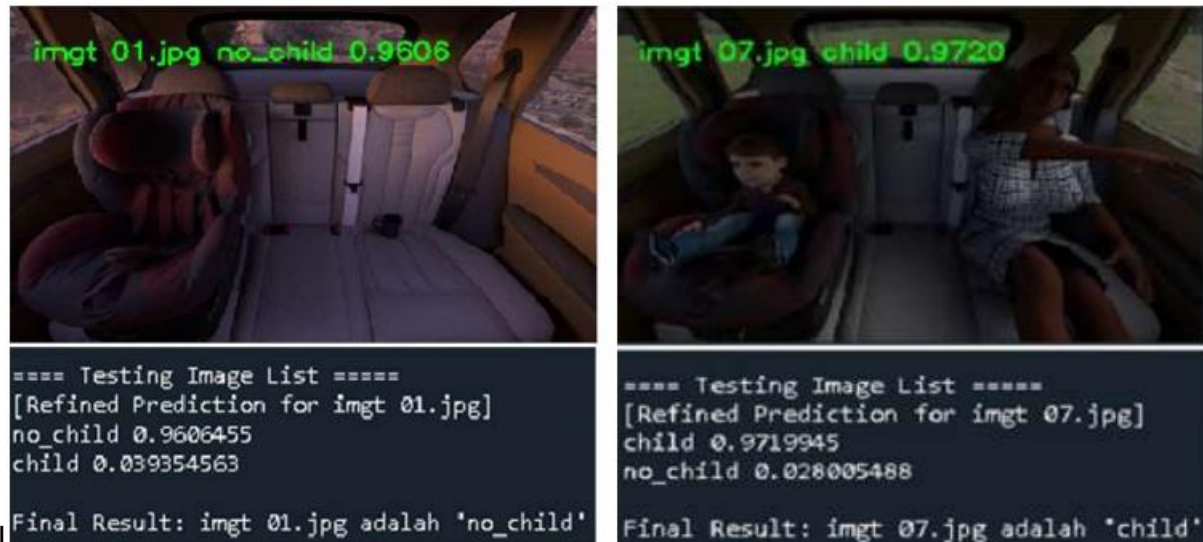 imgt 01.jpg no_child 0.9606
==== Testing Image List =====
[Refined Prediction for imgt 01.jpg]
no_child 0.9606455
child 0.039354563
Final Result: imgt 01.jpg adalah 'no_child'
imgt 07.jpg child 0.9720
==== Testing Image List =====
[Refined Prediction for imgt 07.jpg]
child 0.9719945
no_child 0.028005488
Final Result: imgt 07.jpg adalah 'child'